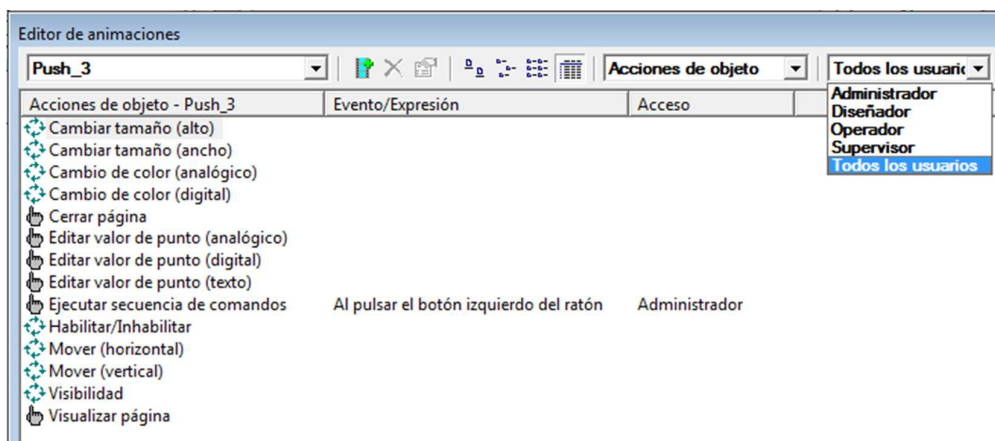 Editor de animaciones
Push_3 Acciones de objeto Todos los usuaric
Acciones de objeto - Push_3 Evento/Expresión Acceso
Administrador
Diseñador
Operador
Supervisor
Todos los usuarios
Cambiar tamaño (alto)
Cambiar tamaño (ancho)
Cambio de color (analógico)
Cambio de color (digital)
Cerrar página
Editar valor de punto (analógico)
Editar valor de punto (digital)
Editar valor de punto (texto)
Ejecutar secuencia de comandos Al pulsar el botón izquierdo del ratón Administrador
Habilitar/Inhabilitar
Mover (horizontal)
Mover (vertical)
Visibilidad
Visualizar página